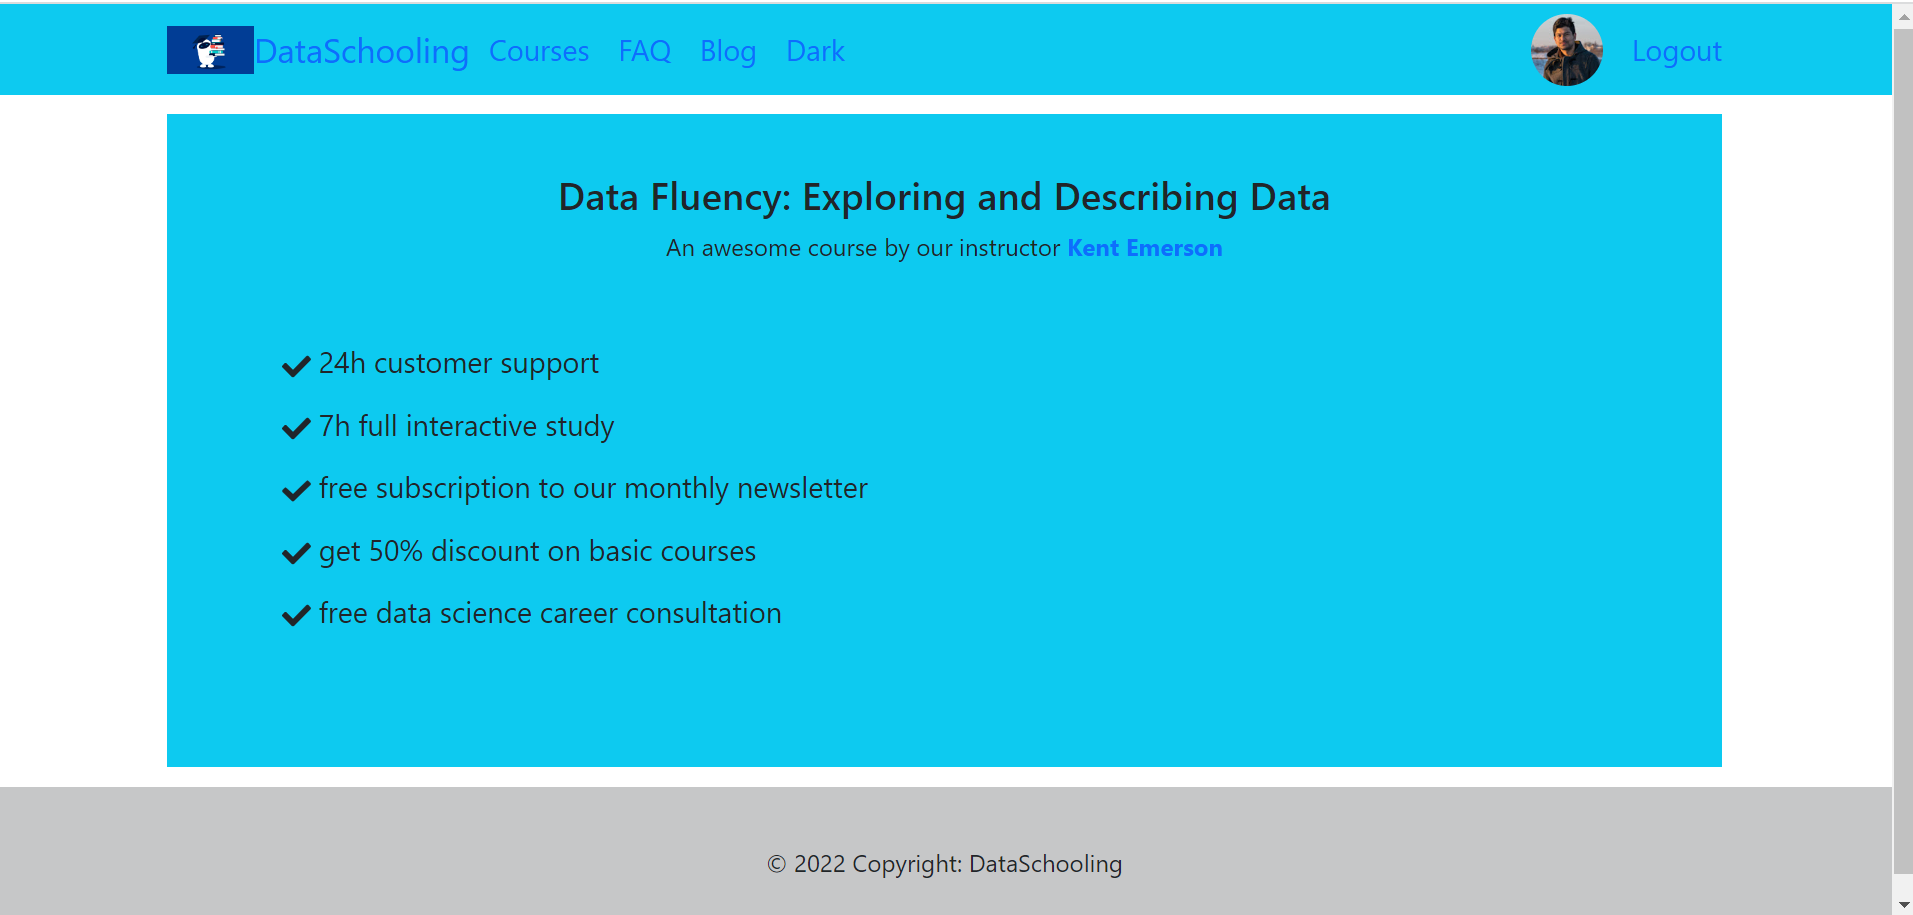 DataSchooling Courses FAQ Blog Dark Logout
Data Fluency: Exploring and Describing Data
An awesome course by our instructor Kent Emerson
24h customer support
7h full interactive study
free subscription to our monthly newsletter
get 50% discount on basic courses
free data science career consultation
© 2022 Copyright: DataSchooling